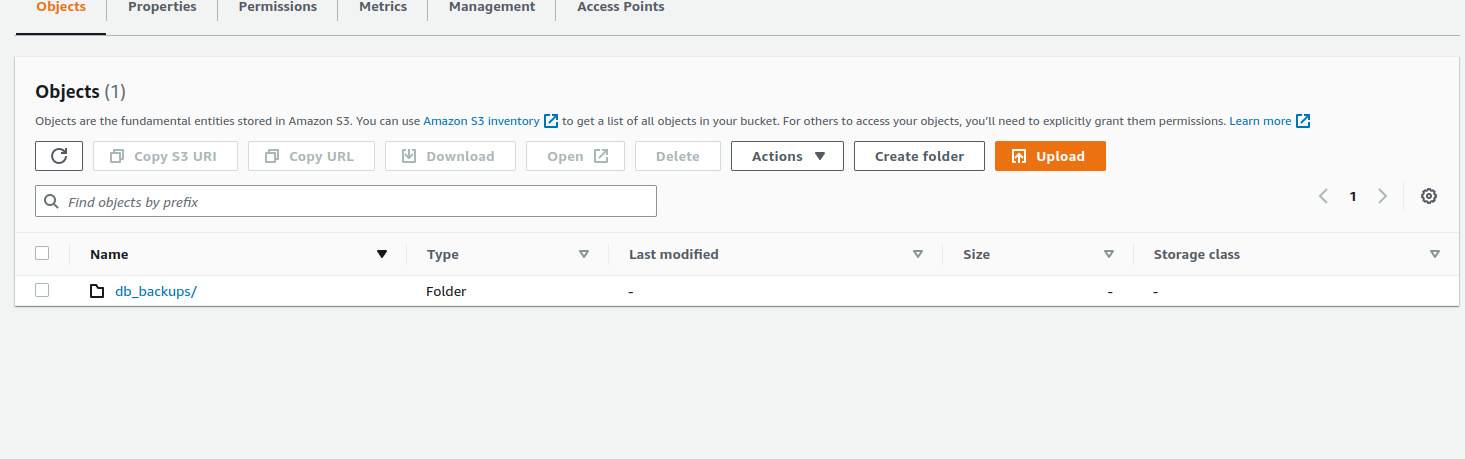 Objects Properties Permissions Metrics Management Access Points
Objects (1)
Objects are the fundamental entities stored in Amazon S3. You can use Amazon S3 inventory to get a list of all objects in your bucket. For others to access your objects, you'll need to explicitly grant them permissions. Learn more
Copy S3 URI Copy URL Download Open Delete Actions Create folder Upload
Find objects by prefix 1
Name Type Last modified Size Storage class
db_backups/ Folder - - -